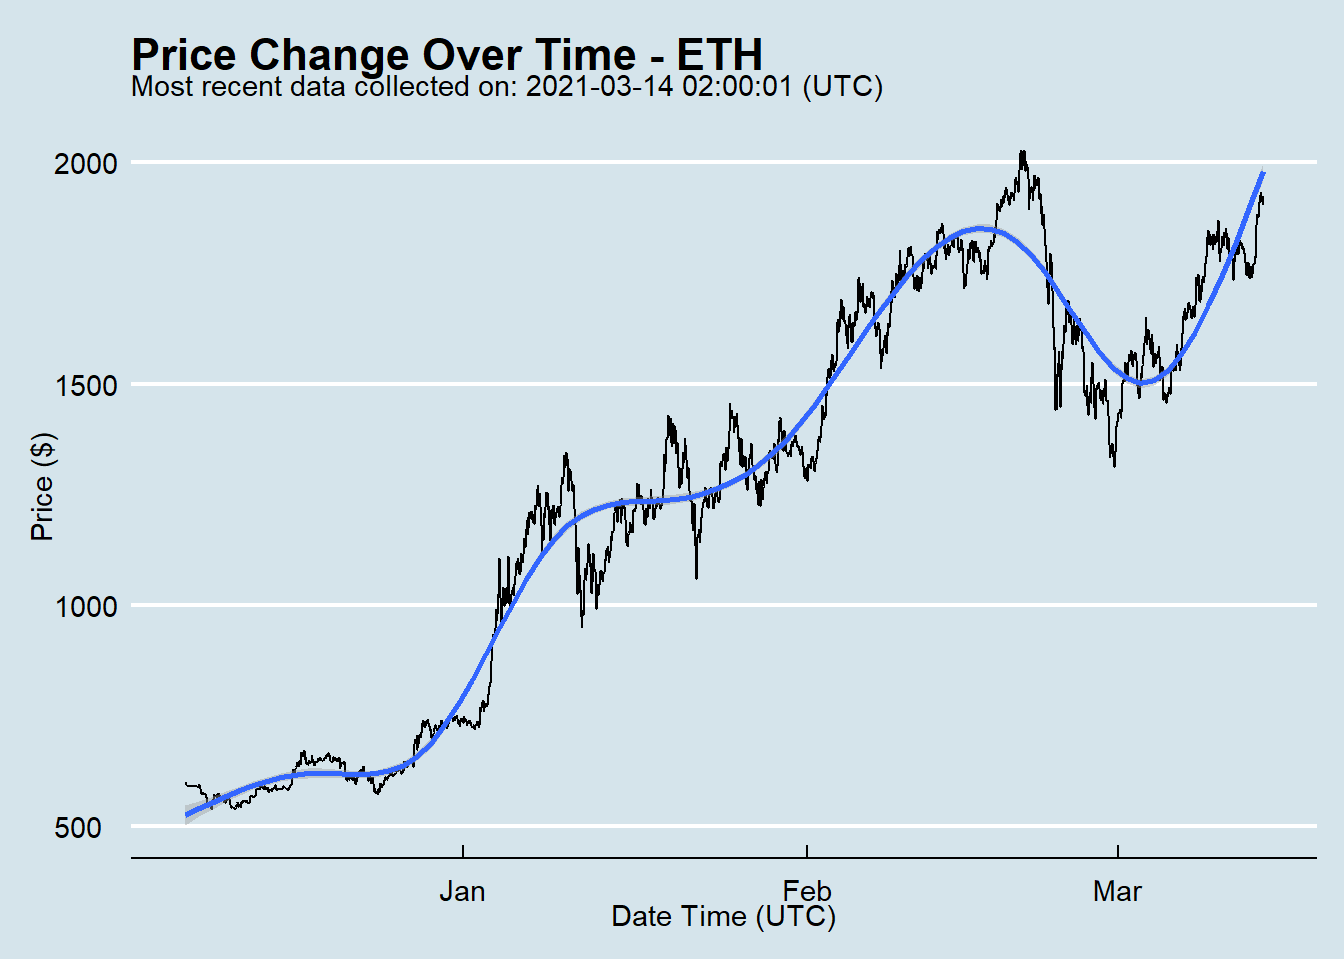 Price Change Over Time - ETH
Most recent data collected on: 2021-03-14 02:00:01 (UTC)
2000
1500
1000
500
Price ($)
Jan Feb Mar
Date Time (UTC)